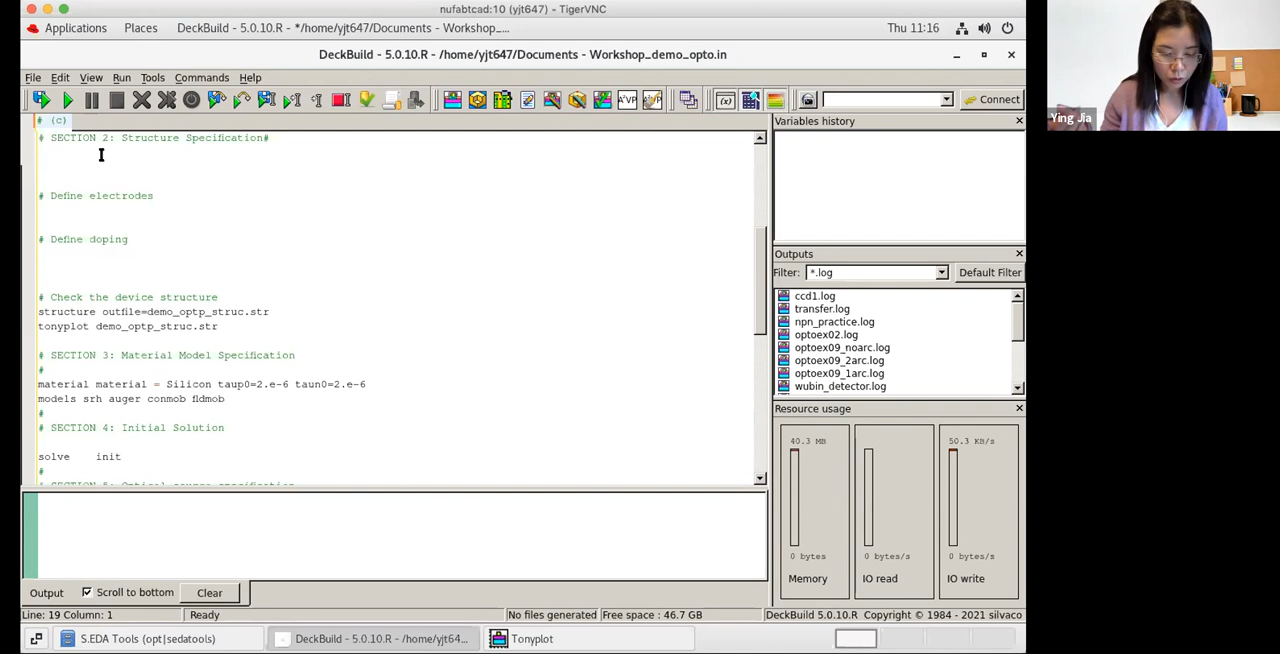 nufabtcad:10 (yjt647) - TigerVNC
Applications Places DeckBuild - 5.0.10.R - */home/yjt647/Documents - Workshop_...
Thu 11:16
DeckBuild - 5.0.10.R - /home/yjt647/Documents - Workshop_demo_opto.in
File Edit View Run Tools Commands Help
Connect
# (c)
# SECTION 2: Structure Specification#
# Define electrodes
# Define doping
# Check the device structure
structure outfile=demo_optp_struc.str
tonyplot demo_optp_struc.str
# SECTION 3: Material Model Specification
#
material material = Silicon taup0=2.e-6 taun0=2.e-6
models srh auger conmob fldmob
#
# SECTION 4: Initial Solution
solve init
#
Variables history
Outputs
Filter: *.log Default Filter
ccd1.log
transfer.log
npn_practice.log
optoex02.log
optoex09_noarc.log
optoex09_2arc.log
optoex09_1arc.log
wubin_detector.log
Resource usage
40.3 MB
50.3 KB/s
0 bytes 0 bytes/s 0 bytes/s
Memory IO read IO write
Output Scroll to bottom Clear
Line: 19 Column: 1 Ready No files generated Free space : 46.7 GB DeckBuild 5.0.10.R Copyright © 1984 - 2021 silvaco
S.EDA Tools (opt|sedatools) DeckBuild - 5.0.10.R - /home/yjt64... Tonyplot
Ying Jia